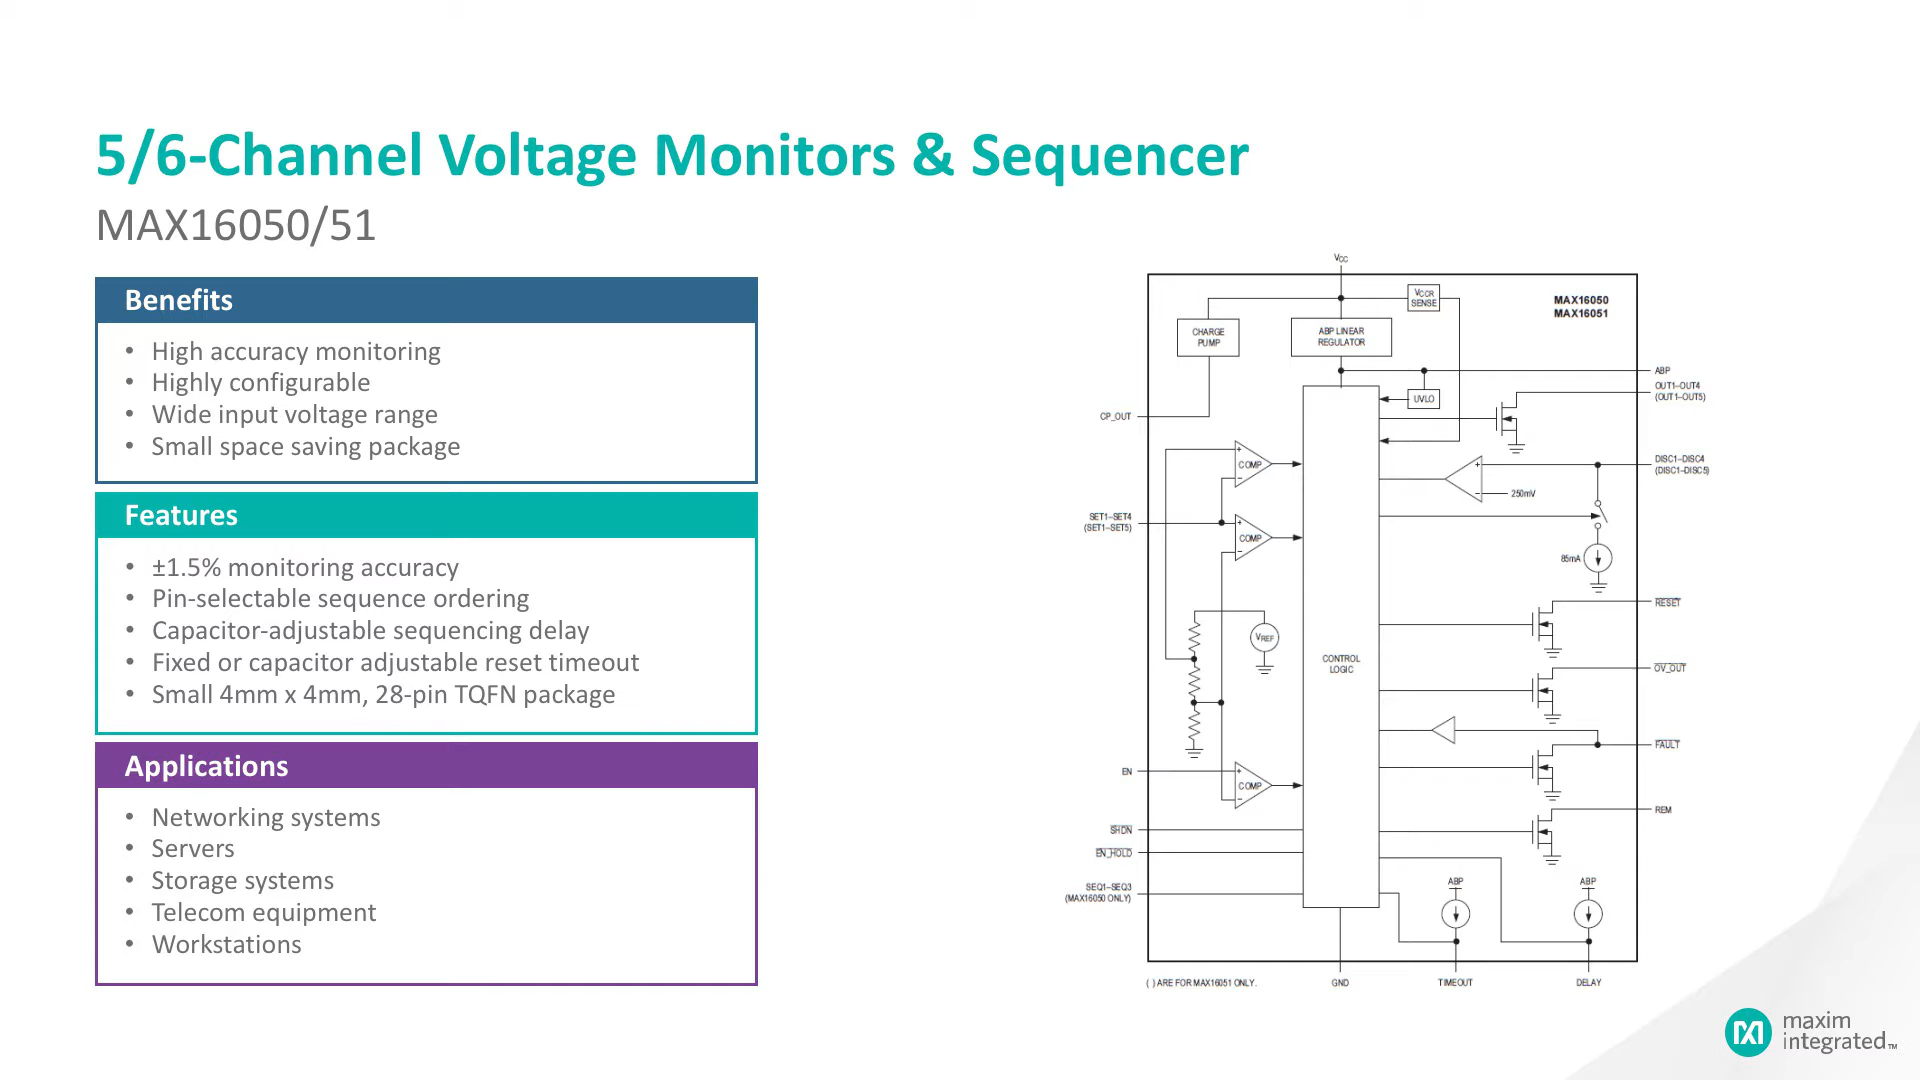 5/6-Channel Voltage Monitors & Sequencer
MAX16050/51
Benefits
• High accuracy monitoring
• Highly configurable
• Wide input voltage range
• Small space saving package
Features
• ±1.5% monitoring accuracy
• Pin-selectable sequence ordering
• Capacitor-adjustable sequencing delay
• Fixed or capacitor adjustable reset timeout
• Small 4mm x 4mm, 28-pin TQFN package
Applications
• Networking systems
• Servers
• Storage systems
• Telecom equipment
• Workstations
VCC
MAX16050
MAX16051
VCCR
SENSE
CHARGE
PUMP
ABP LINEAR
REGULATOR
ABP
OUT1–OUT4
(OUT1–OUT5)
UVLO
CP_OUT
+
COMP
−
DISC1–DISC4
(DISC1–DISC5)
+
−
250mV
SET1–SET4
(SET1–SET5)
+
COMP
−
85mA
RESET
VREF
CONTROL
LOGIC
OV_OUT
FAULT
EN
+
COMP
−
REM
SHDN
EN_HOLD
SEQ1–SEQ3
(MAX16050 ONLY)
ABP
ABP
( ) ARE FOR MAX16051 ONLY.
GND
TIMEOUT
DELAY
maxim
integrated™